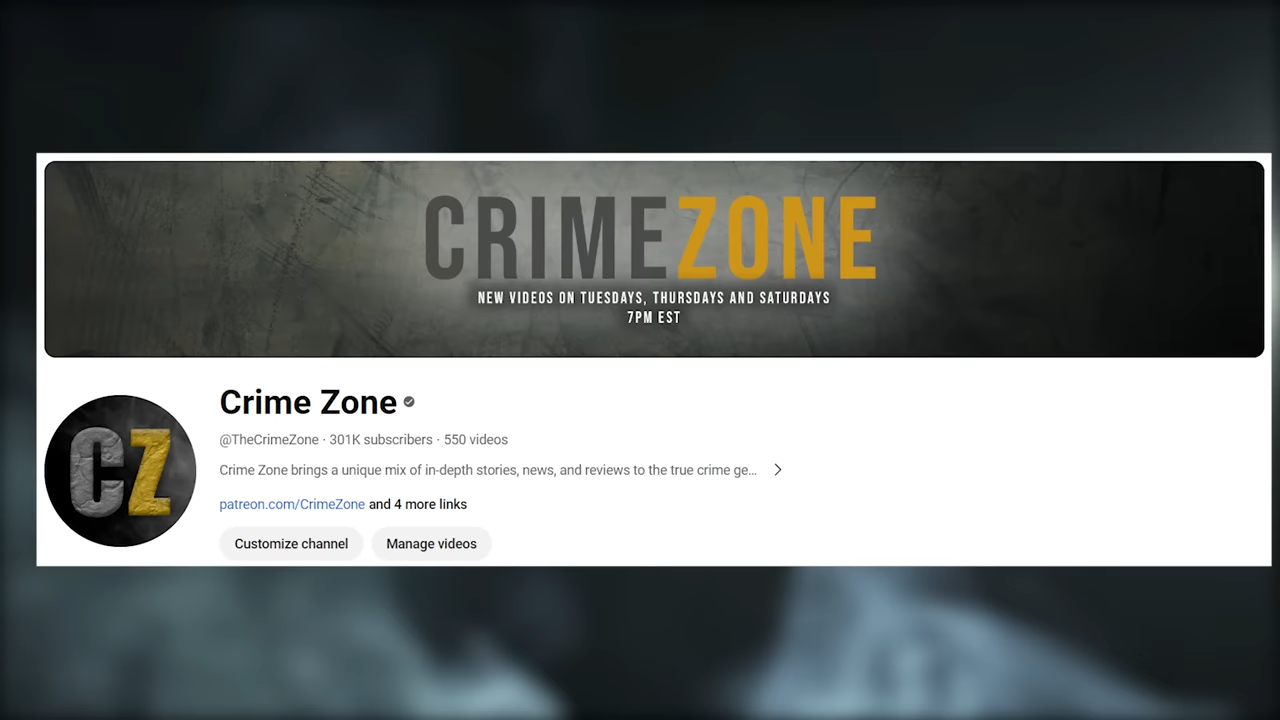 CRIMEZONE
NEW VIDEOS ON TUESDAYS, THURSDAYS AND SATURDAYS
7PM EST
CZ
Crime Zone
@TheCrimeZone · 301K subscribers · 550 videos
Crime Zone brings a unique mix of in-depth stories, news, and reviews to the true crime ge...
patreon.com/CrimeZone and 4 more links
Customize channel Manage videos